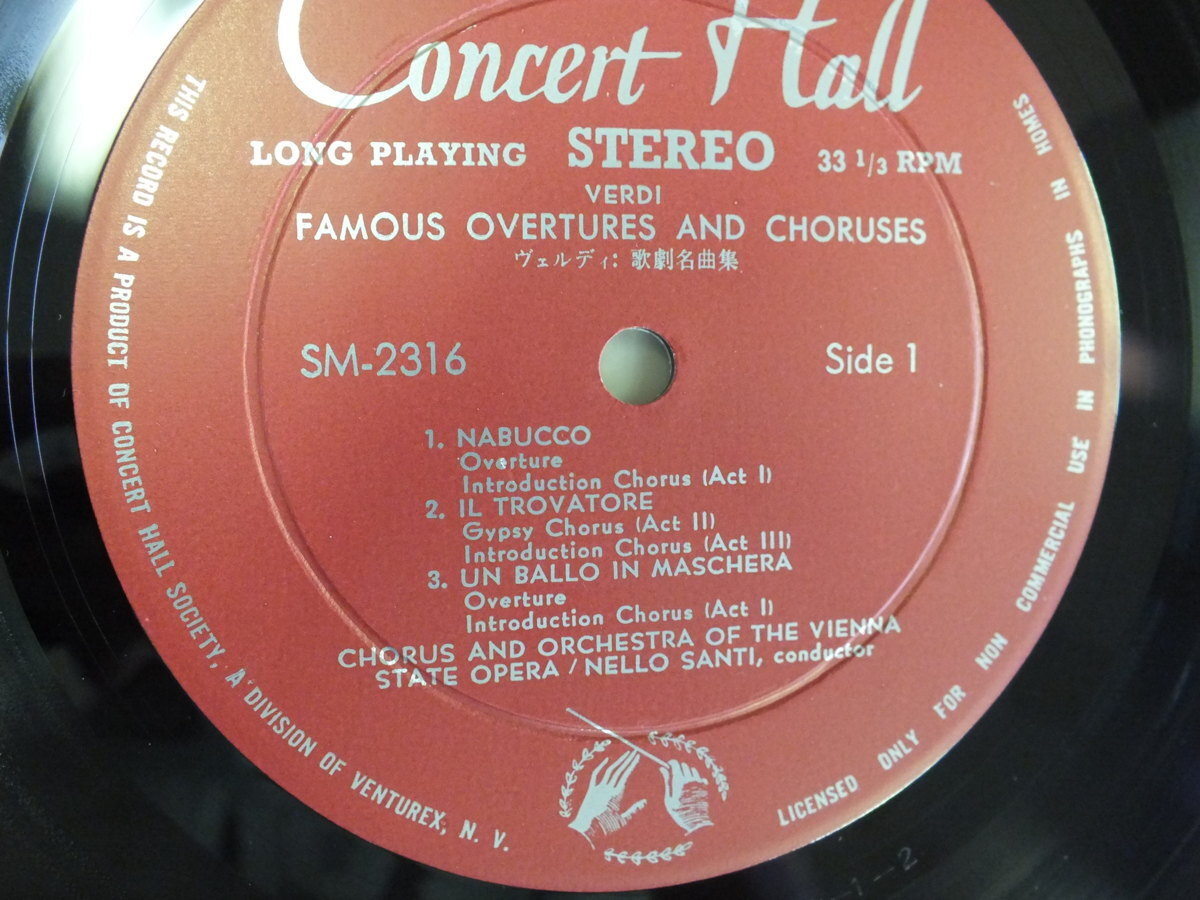 Concert Hall
LONG PLAYING STEREO 33 1/3 RPM
VERDI
FAMOUS OVERTURES AND CHORUSES
ヴェルディ: 歌劇名曲集
SM-2316
Side 1
1. NABUCCO
Overture
Introduction Chorus (Act I)
2. IL TROVATORE
Gypsy Chorus (Act II)
Introduction Chorus (Act III)
3. UN BALLO IN MASCHERA
Overture
Introduction Chorus (Act I)
CHORUS AND ORCHESTRA OF THE VIENNA
STATE OPERA / NELLO SANTI, conductor
THIS RECORD IS A PRODUCT OF CONCERT HALL SOCIETY, A DIVISION OF VENTUREX, N. V.
LICENSED ONLY FOR NON COMMERCIAL USE IN PHONOGRAPHS IN HOMES